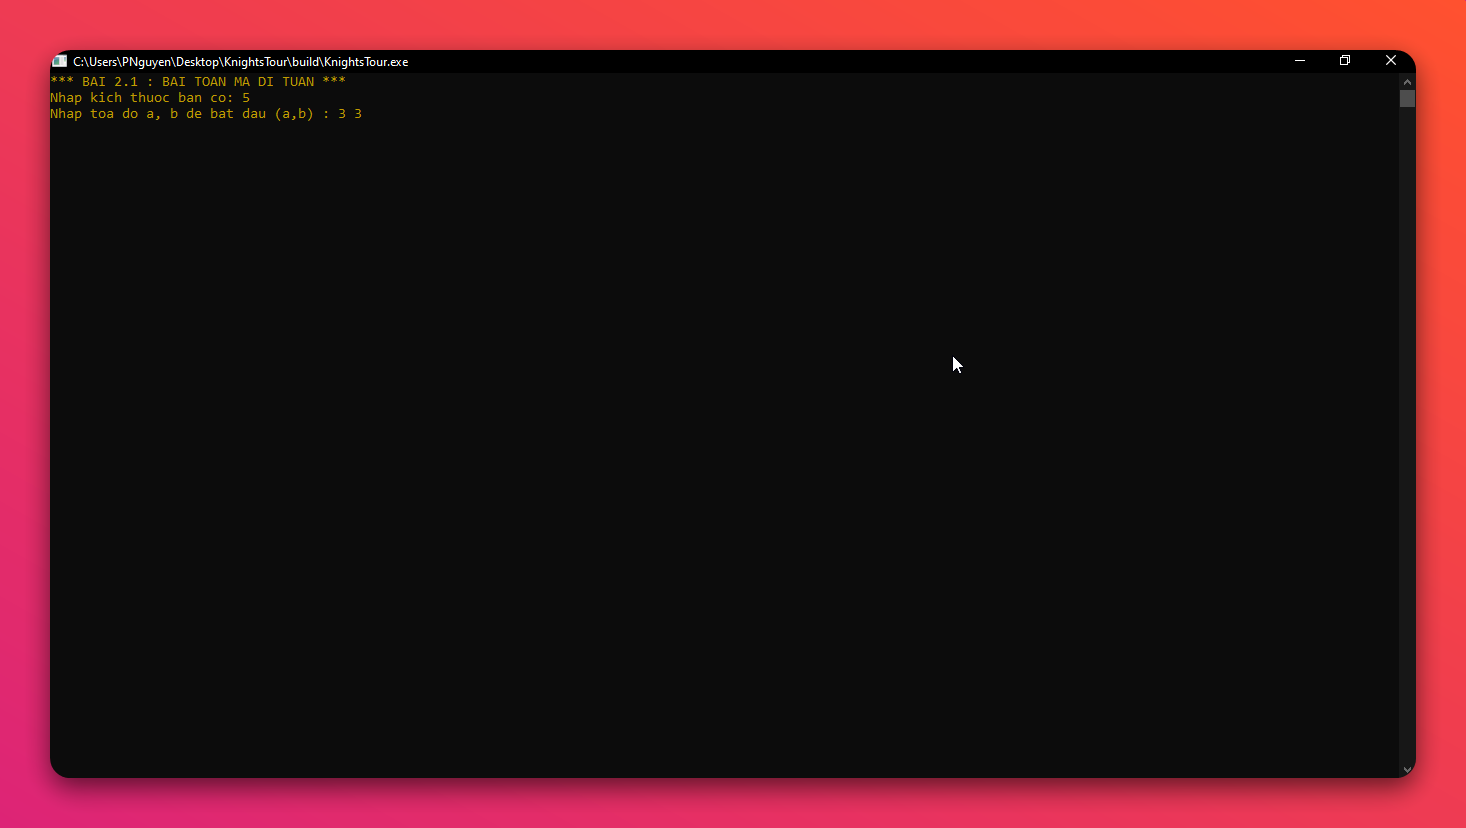 C:\Users\PNguyen\Desktop\KnightsTour\build\KnightsTour.exe
*** BAI 2.1 : BAI TOAN MA DI TUAN ***
Nhap kich thuoc ban co: 5
Nhap toa do a, b de bat dau (a,b) : 3 3